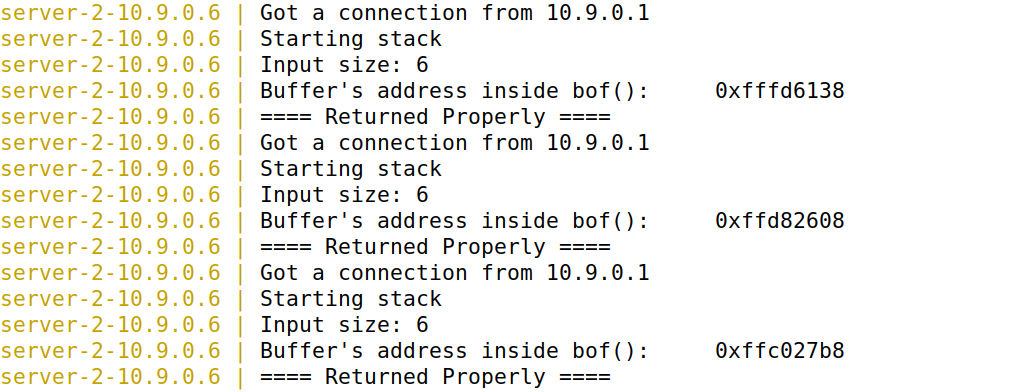 server-2-10.9.0.6 | Got a connection from 10.9.0.1
server-2-10.9.0.6 | Starting stack
server-2-10.9.0.6 | Input size: 6
server-2-10.9.0.6 | Buffer's address inside bof():     0xfffd6138
server-2-10.9.0.6 | ==== Returned Properly ====
server-2-10.9.0.6 | Got a connection from 10.9.0.1
server-2-10.9.0.6 | Starting stack
server-2-10.9.0.6 | Input size: 6
server-2-10.9.0.6 | Buffer's address inside bof():     0xffd82608
server-2-10.9.0.6 | ==== Returned Properly ====
server-2-10.9.0.6 | Got a connection from 10.9.0.1
server-2-10.9.0.6 | Starting stack
server-2-10.9.0.6 | Input size: 6
server-2-10.9.0.6 | Buffer's address inside bof():     0xffc027b8
server-2-10.9.0.6 | ==== Returned Properly ====